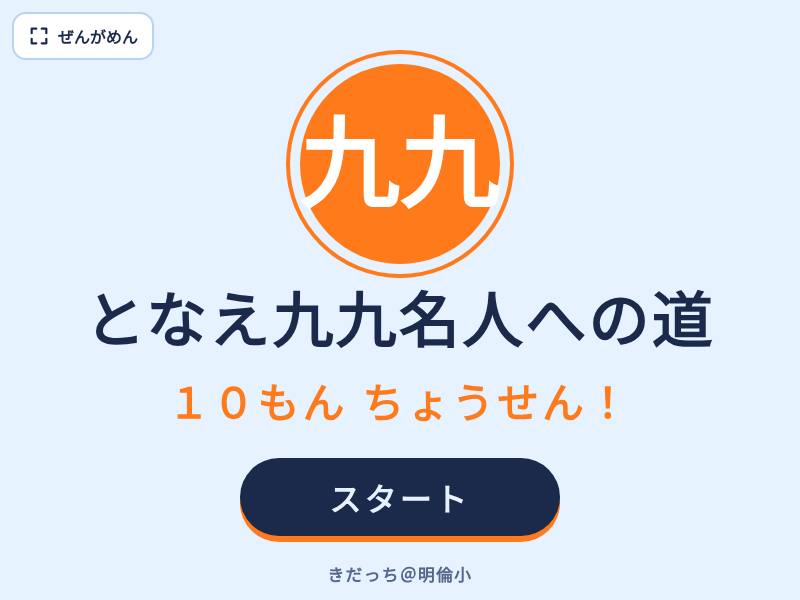 ぜんがめん
九九
となえ九九名人への道
１０もん ちょうせん！
スタート
きだっち＠明倫小